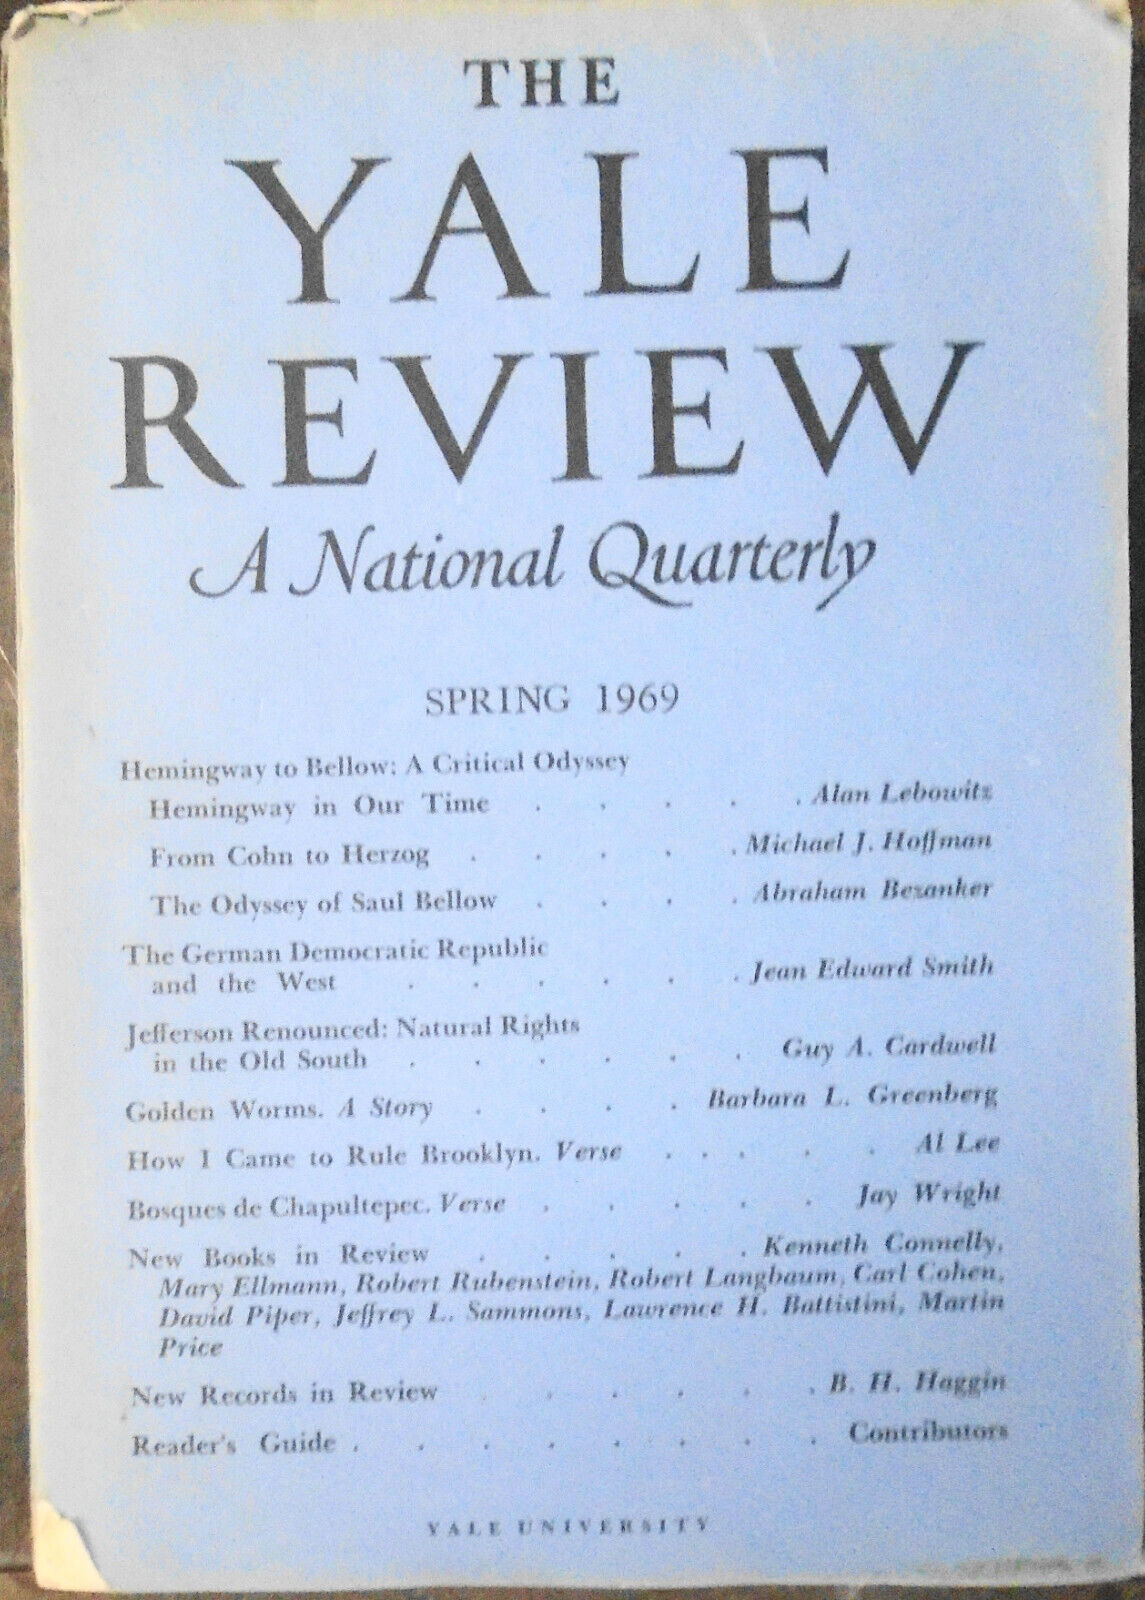 THE
YALE
REVIEW
A National Quarterly
SPRING 1969
Hemingway to Bellow: A Critical Odyssey
Hemingway in Our Time . . . . . Alan Lebowitz
From Cohn to Herzog . . . . . Michael J. Hoffman
The Odyssey of Saul Bellow . . . . Abraham Bezanker
The German Democratic Republic
and the West . . . . . . Jean Edward Smith
Jefferson Renounced: Natural Rights
in the Old South . . . . . . Guy A. Cardwell
Golden Worms. A Story . . . . Barbara L. Greenberg
How I Came to Rule Brooklyn. Verse . . . . . Al Lee
Bosques de Chapultepec. Verse . . . . . Jay Wright
New Books in Review . . . . . Kenneth Connelly,
Mary Ellmann, Robert Rubenstein, Robert Langbaum, Carl Cohen,
David Piper, Jeffrey L. Sammons, Lawrence H. Battistini, Martin
Price
New Records in Review . . . . . . B. H. Haggin
Reader's Guide . . . . . . . . Contributors
YALE UNIVERSITY